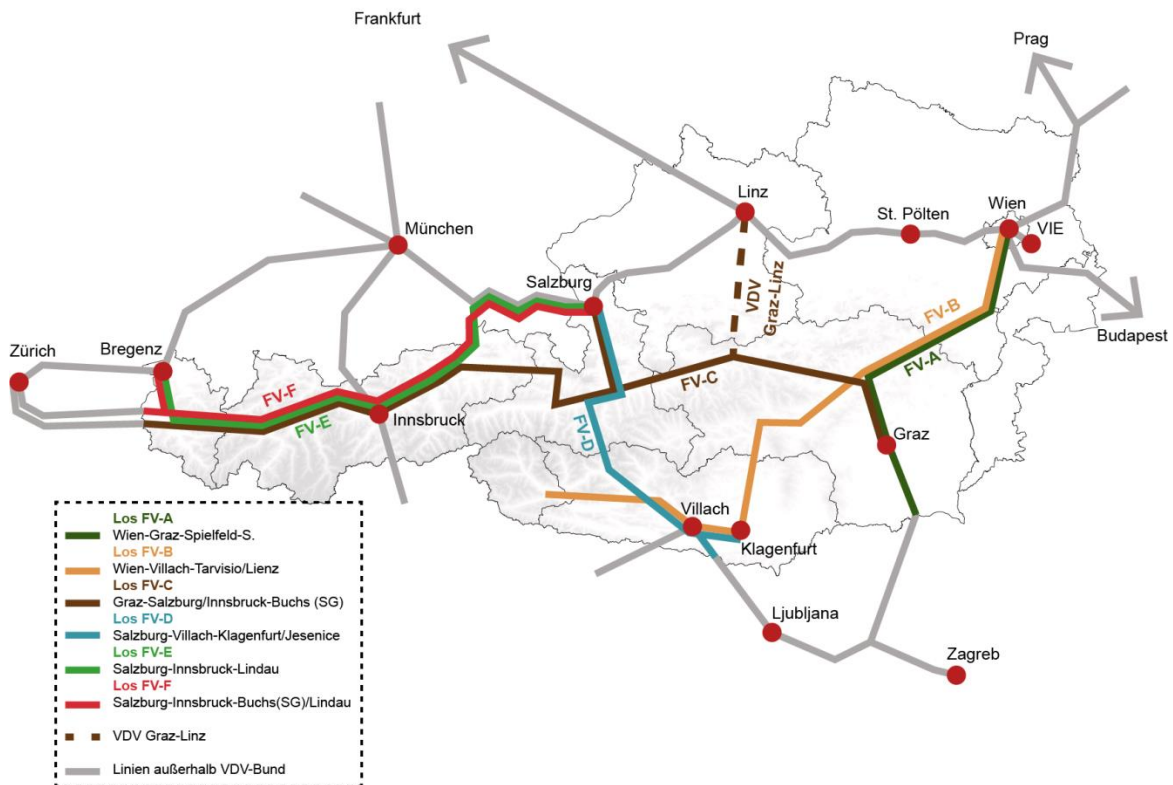 Frankfurt
Prag
Linz
St. Pölten
Wien
VIE
München
Salzburg
VDV
Graz-Linz
FV-B
FV-A
Budapest
Zürich
Bregenz
FV-F
FV-E
Innsbruck
FV-C
FV-D
Graz
Villach
Klagenfurt
Ljubljana
Zagreb
Los FV-A
Wien-Graz-Spielfeld-S.
Los FV-B
Wien-Villach-Tarvisio/Lienz
Los FV-C
Graz-Salzburg/Innsbruck-Buchs (SG)
Los FV-D
Salzburg-Villach-Klagenfurt/Jesenice
Los FV-E
Salzburg-Innsbruck-Lindau
Los FV-F
Salzburg-Innsbruck-Buchs(SG)/Lindau
VDV Graz-Linz
Linien außerhalb VDV-Bund